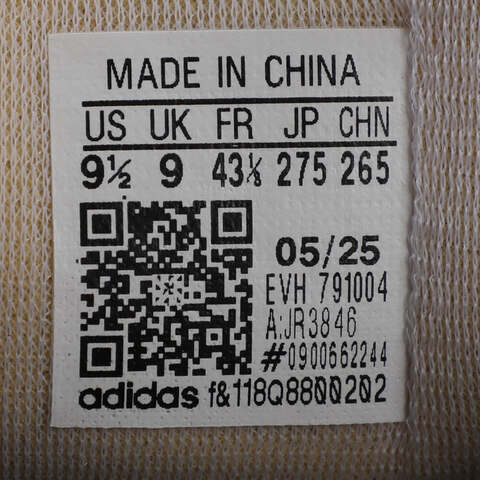 MADE IN CHINA
US UK FR JP CHN
9½ 9 43⅓ 275 265
05/25
EVH 791004
A:JR3846
#0900662244
adidas f&118Q8800202